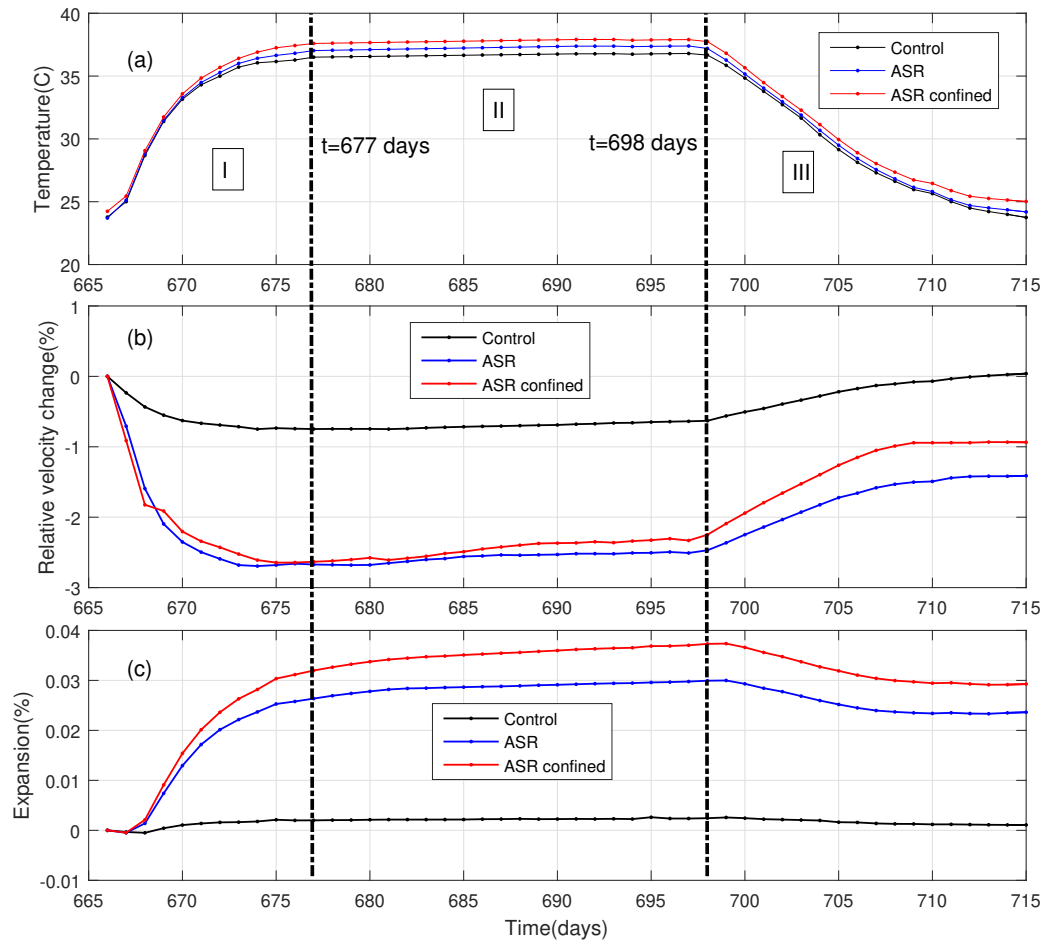 40
35
30
25
20
Temperature(C)
(a)
I
II
III
t=677 days
t=698 days
Control
ASR
ASR confined
665 670 675 680 685 690 695 700 705 710 715
1
0
-1
-2
-3
Relative velocity change(%)
(b)
Control
ASR
ASR confined
665 670 675 680 685 690 695 700 705 710 715
0.04
0.03
0.02
0.01
0
-0.01
Expansion(%)
(c)
Control
ASR
ASR confined
665 670 675 680 685 690 695 700 705 710 715
Time(days)